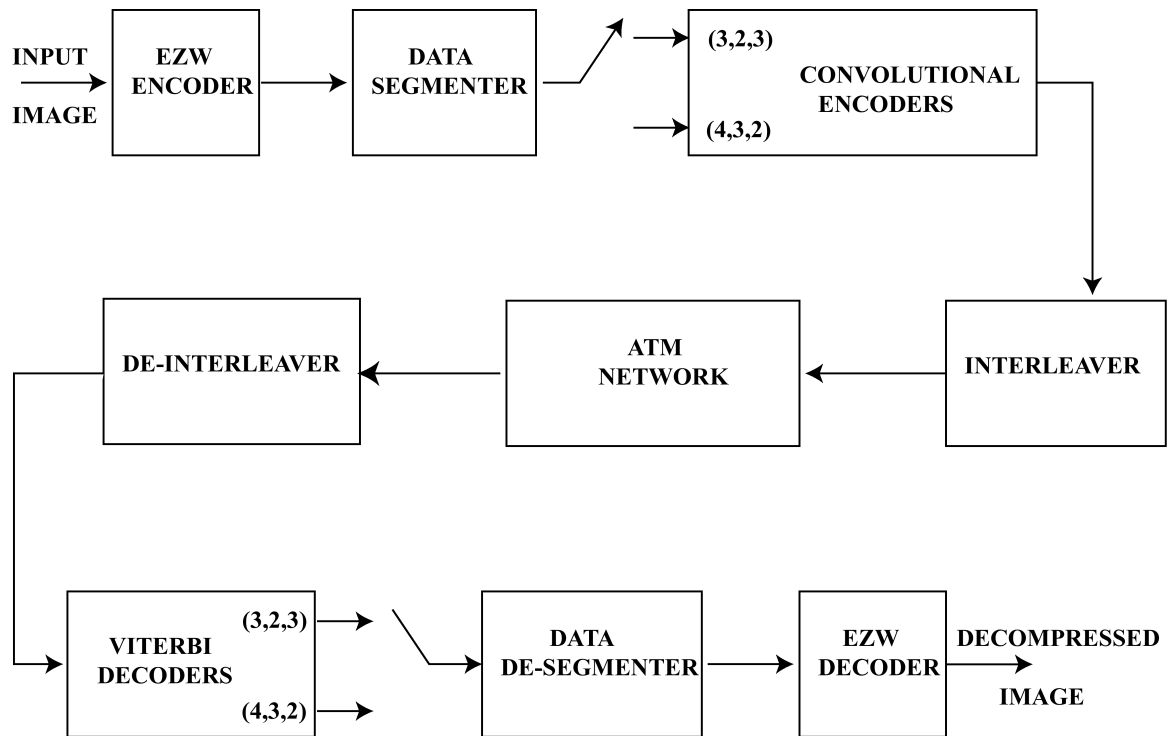 INPUT
IMAGE
EZW
ENCODER
DATA
SEGMENTER
(3,2,3)
CONVOLUTIONAL
ENCODERS
(4,3,2)
DE-INTERLEAVER
ATM
NETWORK
INTERLEAVER
VITERBI
DECODERS
(3,2,3)
(4,3,2)
DATA
DE-SEGMENTER
EZW
DECODER
DECOMPRESSED
IMAGE